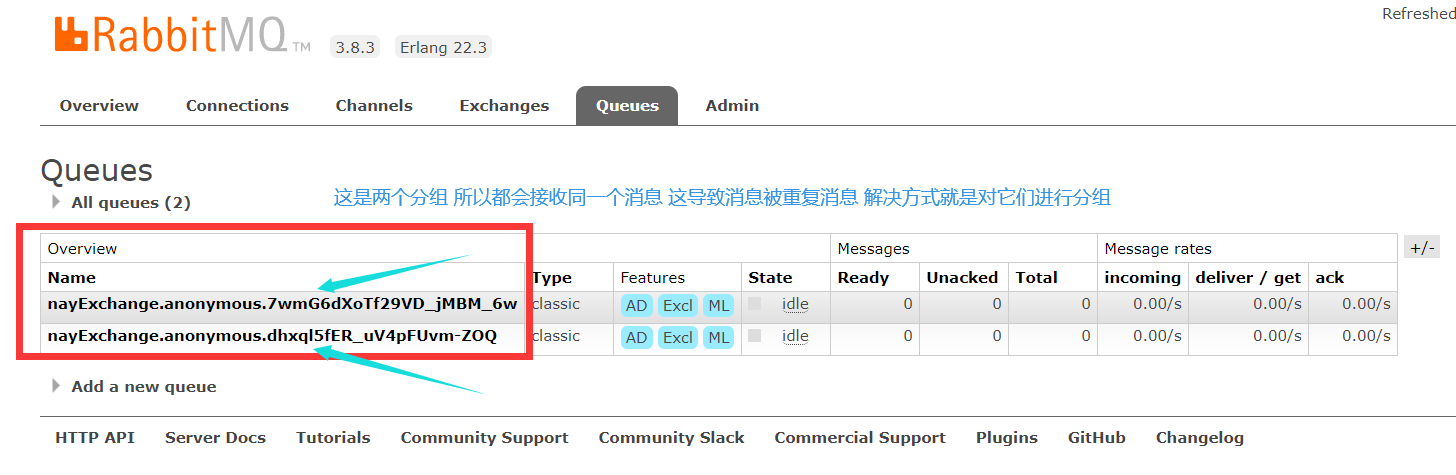 Refreshed
RabbitMQ TM 3.8.3 Erlang 22.3
Overview Connections Channels Exchanges Queues Admin
Queues
All queues (2)
这是两个分组 所以都会接收同一个消息 这导致消息被重复消息 解决方式就是对它们进行分组
Overview Messages Message rates +/-
Name Type Features State Ready Unacked Total incoming deliver / get ack
nayExchange.anonymous.7wmG6dXoTf29VD_jMBM_6w classic AD Excl ML idle 0 0 0 0.00/s 0.00/s 0.00/s
nayExchange.anonymous.dhxql5fER_uV4pFUvm-ZOQ classic AD Excl ML idle 0 0 0 0.00/s 0.00/s 0.00/s
Add a new queue
HTTP API Server Docs Tutorials Community Support Community Slack Commercial Support Plugins GitHub Changelog